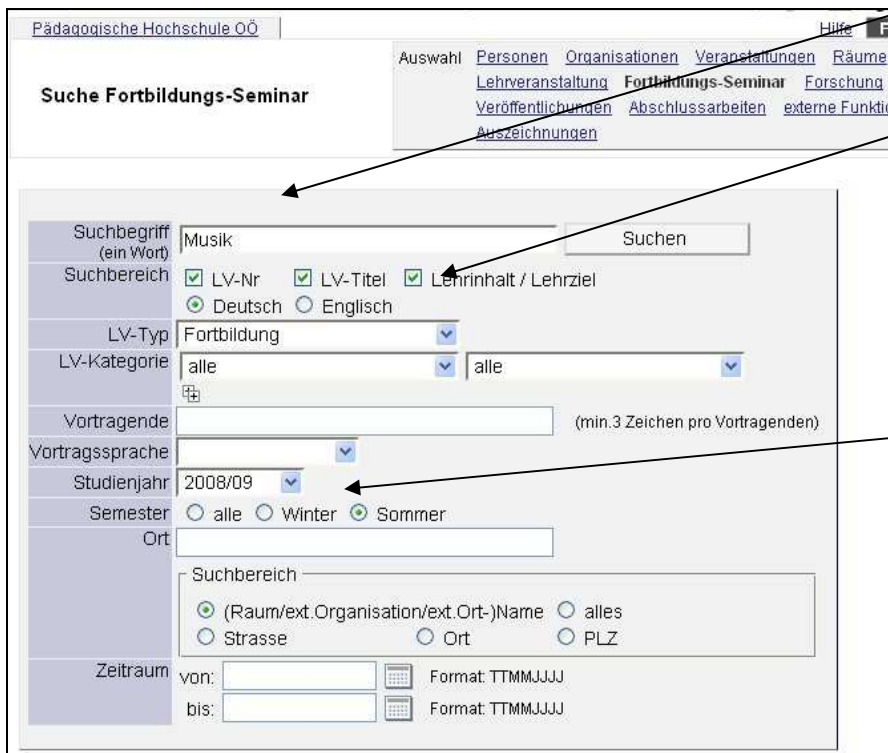 Pädagogische Hochschule OÖ Hilfe
Auswahl Personen Organisationen Veranstaltungen Räume
Suche Fortbildungs-Seminar
Lehrveranstaltung Fortbildungs-Seminar Forschung
Veröffentlichungen Abschlussarbeiten externe
Auszeichnungen
Suchbegriff Musik Suchen
(ein Wort)
Suchbereich LV-Nr LV-Titel Lehrinhalt / Lehrziel
Deutsch Englisch
LV-Typ Fortbildung
LV-Kategorie alle alle
Vortragende (min.3 Zeichen pro Vortragenden)
Vortragssprache
Studienjahr 2008/09
Semester alle Winter Sommer
Ort
Suchbereich
(Raum/ext.Organisation/ext.Ort-)Name alles
Strasse Ort PLZ
Zeitraum von: Format: TTMMJJJJ
bis: Format: TTMMJJJJ